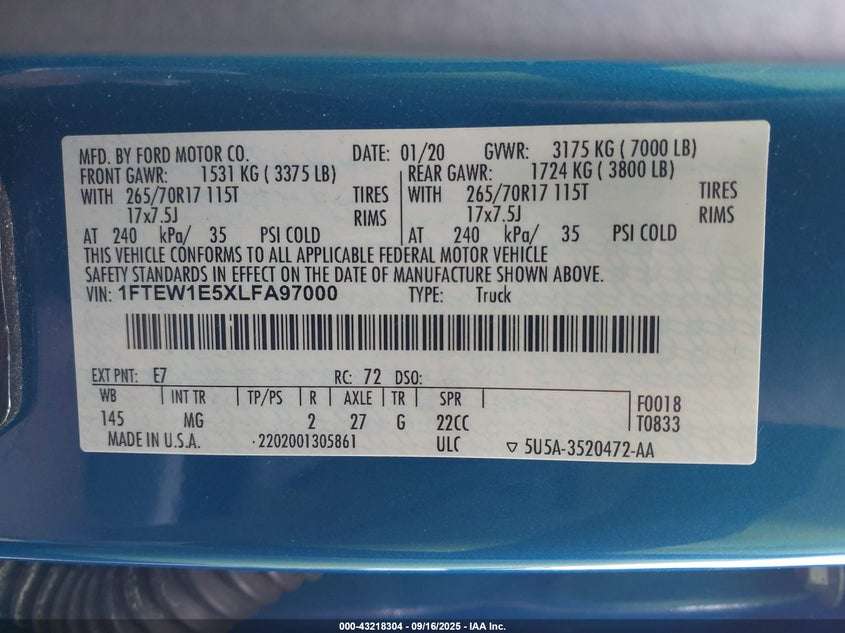 MFD. BY FORD MOTOR CO. DATE: 01/20 GVWR: 3175 KG ( 7000 LB)
FRONT GAWR: 1531 KG ( 3375 LB) REAR GAWR: 1724 KG ( 3800 LB)
WITH 265/70R17 115T TIRES WITH 265/70R17 115T TIRES
17x7.5J RIMS 17x7.5J RIMS
AT 240 kPa/ 35 PSI COLD AT 240 kPa/ 35 PSI COLD
THIS VEHICLE CONFORMS TO ALL APPLICABLE FEDERAL MOTOR VEHICLE
SAFETY STANDARDS IN EFFECT ON THE DATE OF MANUFACTURE SHOWN ABOVE.
VIN: 1FTEW1E5XLFA97000 TYPE: Truck
EXT PNT: E7 RC: 72 DSO:
WB INT TR TP/PS R AXLE TR SPR F0018
145 MG 2 27 G 22CC T0833
MADE IN U.S.A. 2202001305861 ULC 5U5A-3520472-AA
000-43218304 - 09/16/2025 - IAA Inc.